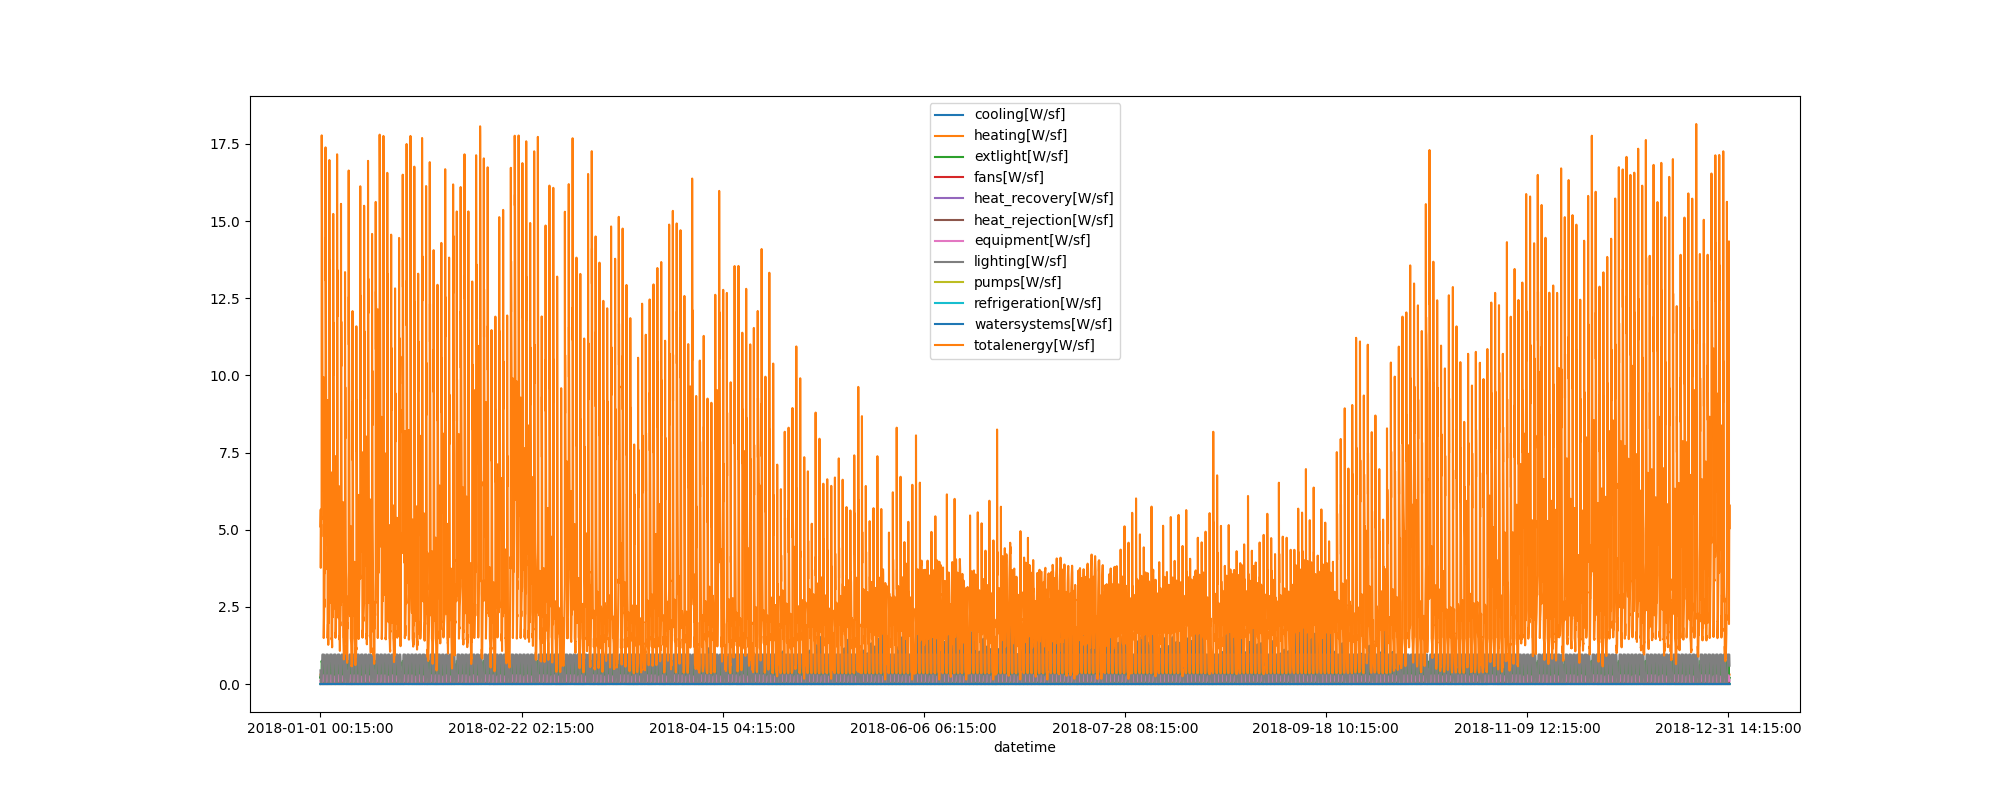 cooling[W/sf]
heating[W/sf]
extlight[W/sf]
fans[W/sf]
heat_recovery[W/sf]
heat_rejection[W/sf]
equipment[W/sf]
lighting[W/sf]
pumps[W/sf]
refrigeration[W/sf]
watersystems[W/sf]
totalenergy[W/sf]
17.5
15.0
12.5
10.0
7.5
5.0
2.5
0.0
2018-01-01 00:15:00 2018-02-22 02:15:00 2018-04-15 04:15:00 2018-06-06 06:15:00 2018-07-28 08:15:00 2018-09-18 10:15:00 2018-11-09 12:15:00 2018-12-31 14:15:00
datetime